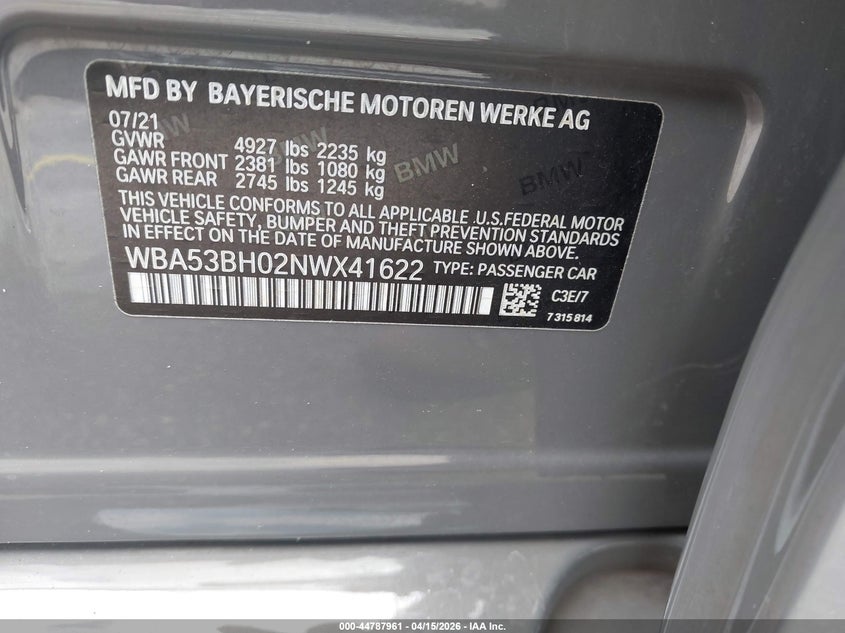 MFD BY BAYERISCHE MOTOREN WERKE AG
07/21
GVWR 4927 lbs 2235 kg
GAWR FRONT 2381 lbs 1080 kg
GAWR REAR 2745 lbs 1245 kg
BMW BMW BMW
THIS VEHICLE CONFORMS TO ALL APPLICABLE .U.S.FEDERAL MOTOR
VEHICLE SAFETY, BUMPER AND THEFT PREVENTION STANDARDS
IN EFFECT ON THE DATE OF MANUFACTURE SHOWN ABOVE.
WBA53BH02NWX41622 TYPE: PASSENGER CAR
C3E/7
7 315 814
000-44787961 - 04/15/2026 - IAA Inc.